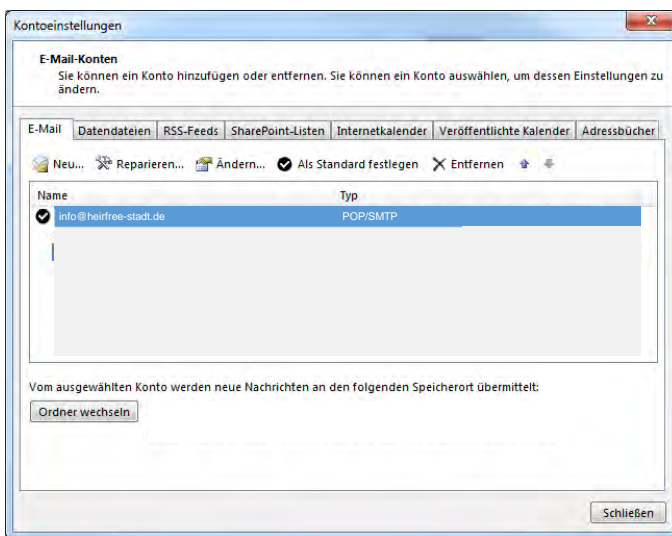 Kontoeinstellungen
E-Mail-Konten
Sie können ein Konto hinzufügen oder entfernen. Sie können ein Konto auswählen, um dessen Einstellungen zu
ändern.
E-Mail Datendateien RSS-Feeds SharePoint-Listen Internetkalender Veröffentlichte Kalender Adressbücher
Neu... Reparieren... Ändern... Als Standard festlegen Entfernen
Name Typ
info@heirfree-stadt.de POP/SMTP
Vom ausgewählten Konto werden neue Nachrichten an den folgenden Speicherort übermittelt:
Ordner wechseln
Schließen